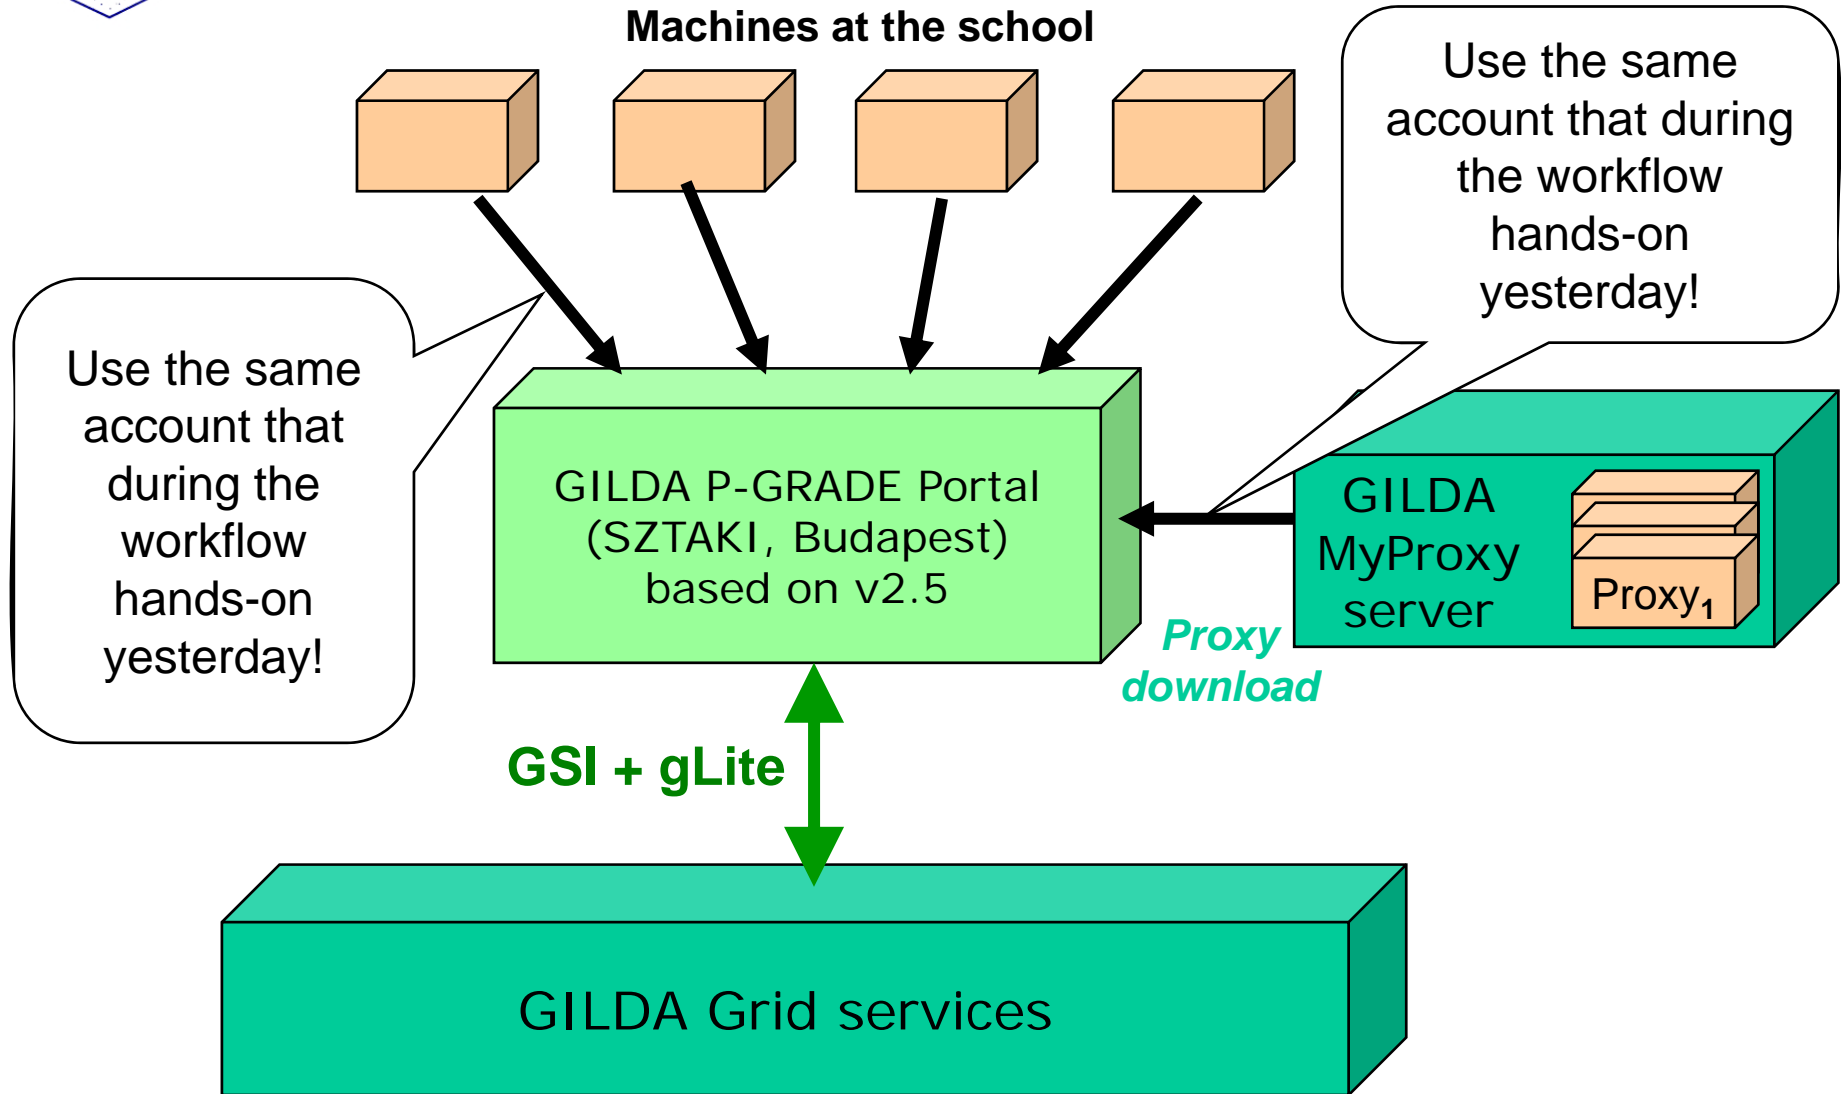 Machines at the school
Use the same
account that during
the workflow
hands-on
yesterday!
Use the same
account that
during the
workflow
hands-on
yesterday!
GILDA P-GRADE Portal
(SZTAKI, Budapest)
based on v2.5
GILDA
MyProxy
server
Proxy₁
Proxy
download
GSI + gLite
GILDA Grid services